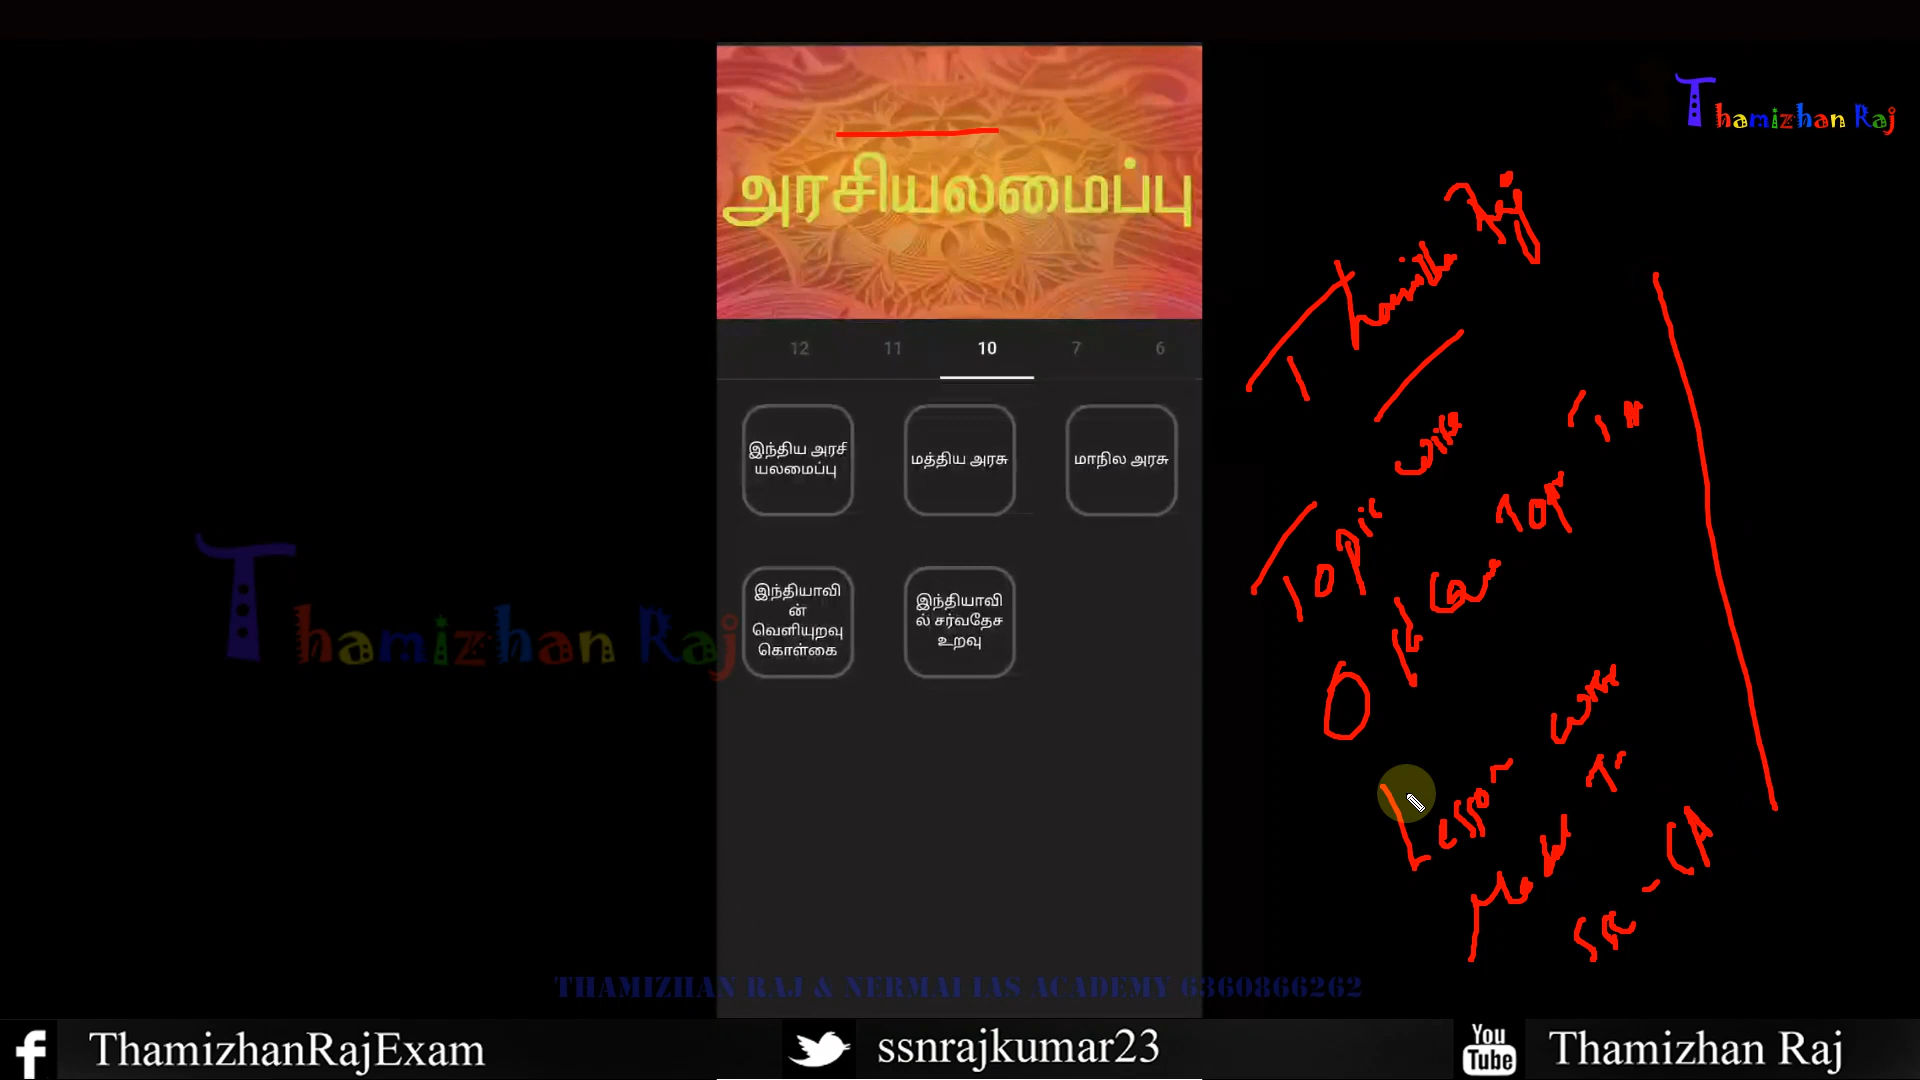 Thamizhan Raj
அரசியலமைப்பு
12 11 10 7 6
இந்திய அரசி
யலமைப்பு
மத்திய அரசு
மாநில அரசு
இந்தியாவி
ன்
வெளியுறவு
கொள்கை
இந்தியாவி
ல் சர்வதேச
உறவு
Raj
Topic wise
Lesson wise
Thamizhan Raj
THAMIZHAN RAJ & NERMAI IAS ACADEMY 6360866262
ThamizhanRajExam
ssnrajkumar23
You
Tube
Thamizhan Raj